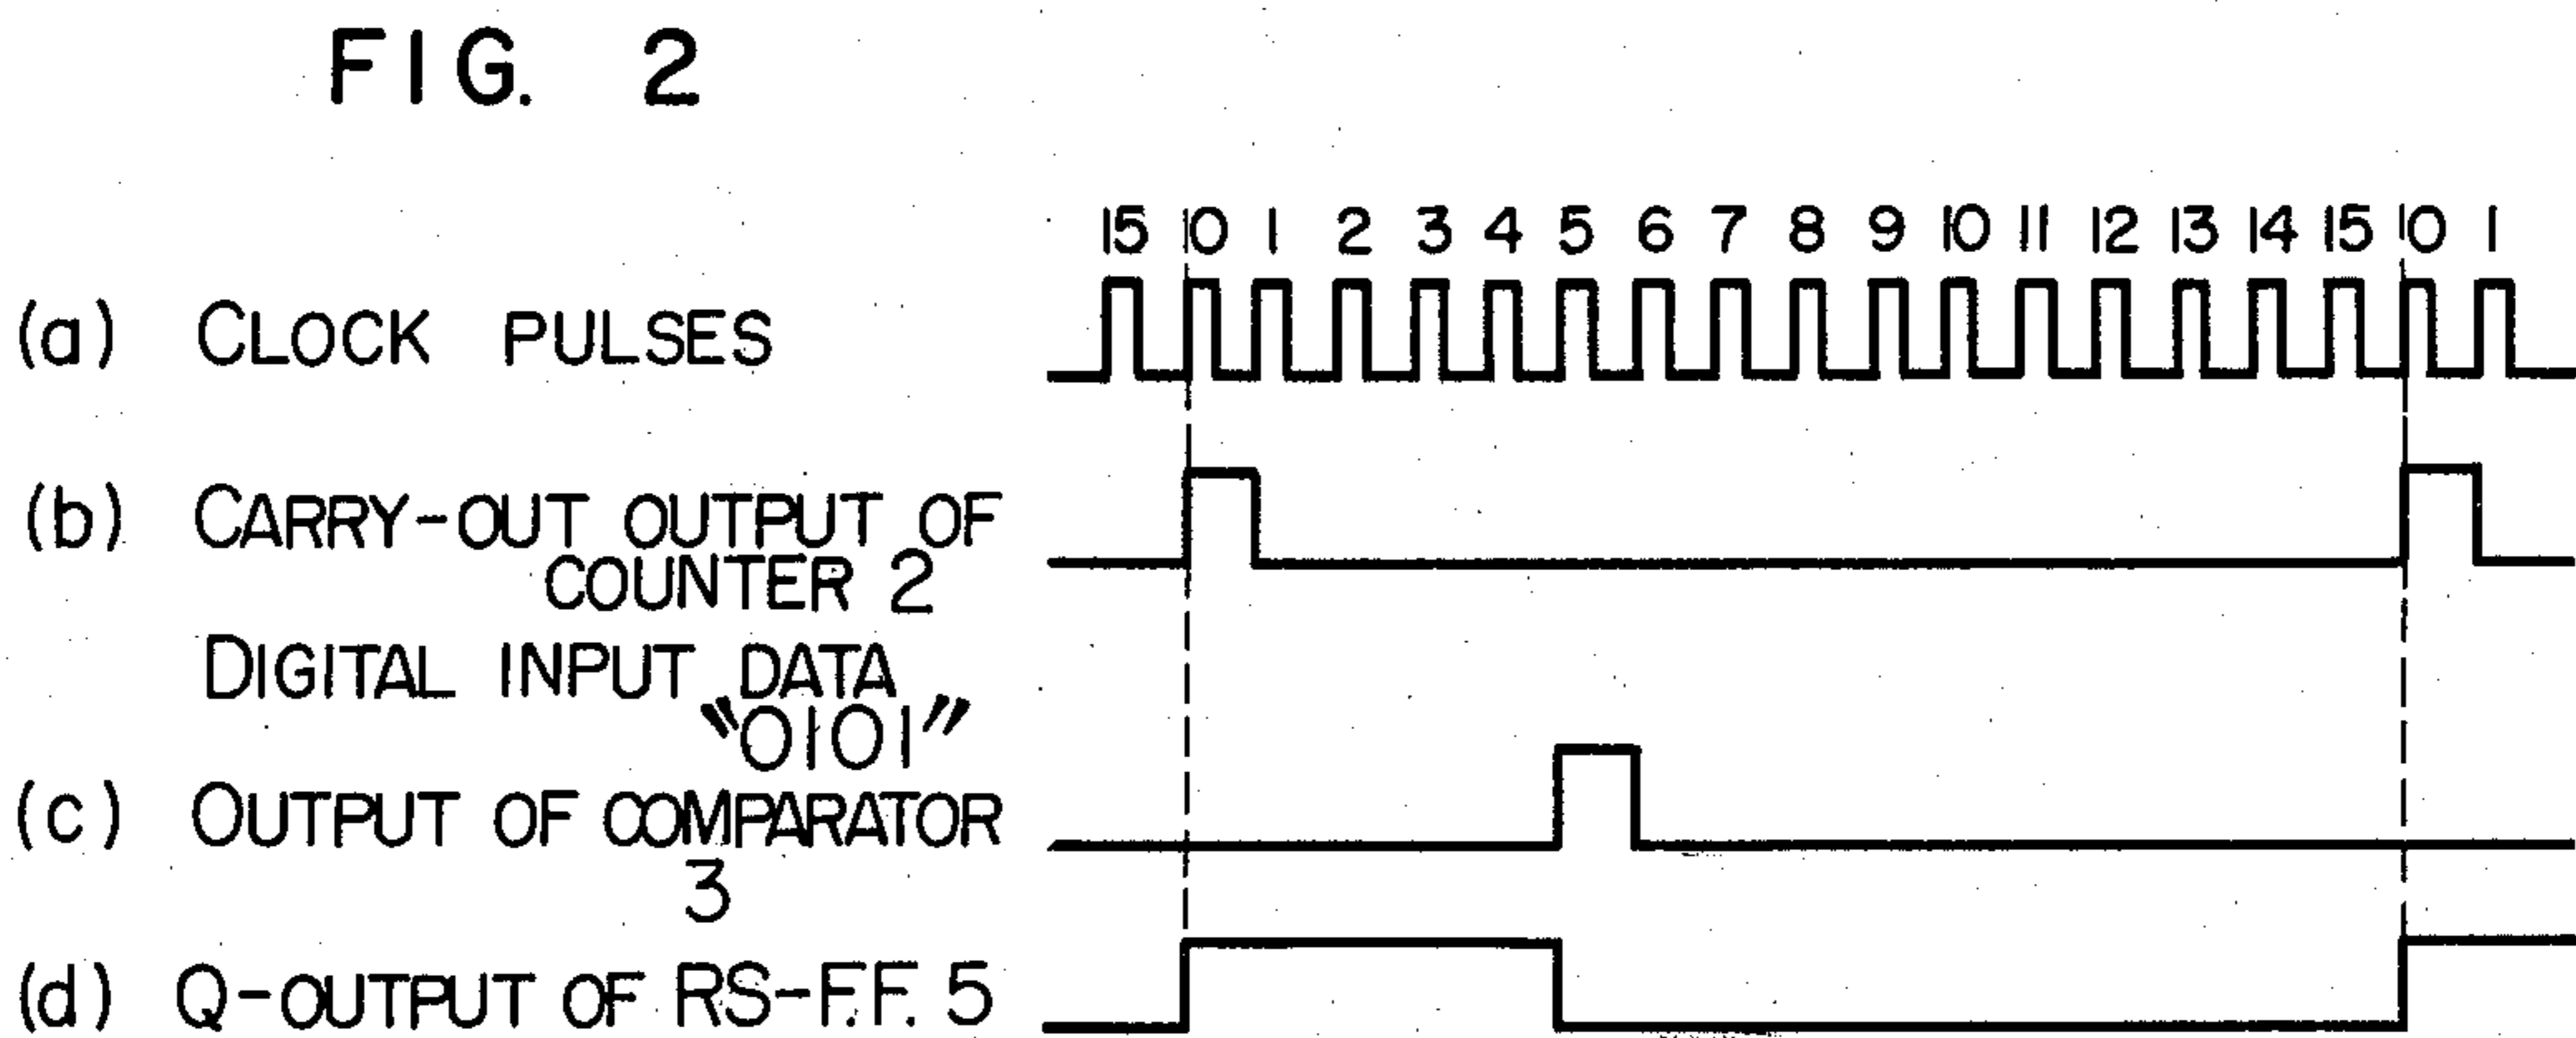 FIG. 2
15 0 1 2 3 4 5 6 7 8 9 10 11 12 13 14 15 0 1
(a) CLOCK PULSES
(b) CARRY-OUT OUTPUT OF
COUNTER 2
DIGITAL INPUT DATA
"0101"
(c) OUTPUT OF COMPARATOR
3
(d) Q-OUTPUT OF RS-F.F. 5